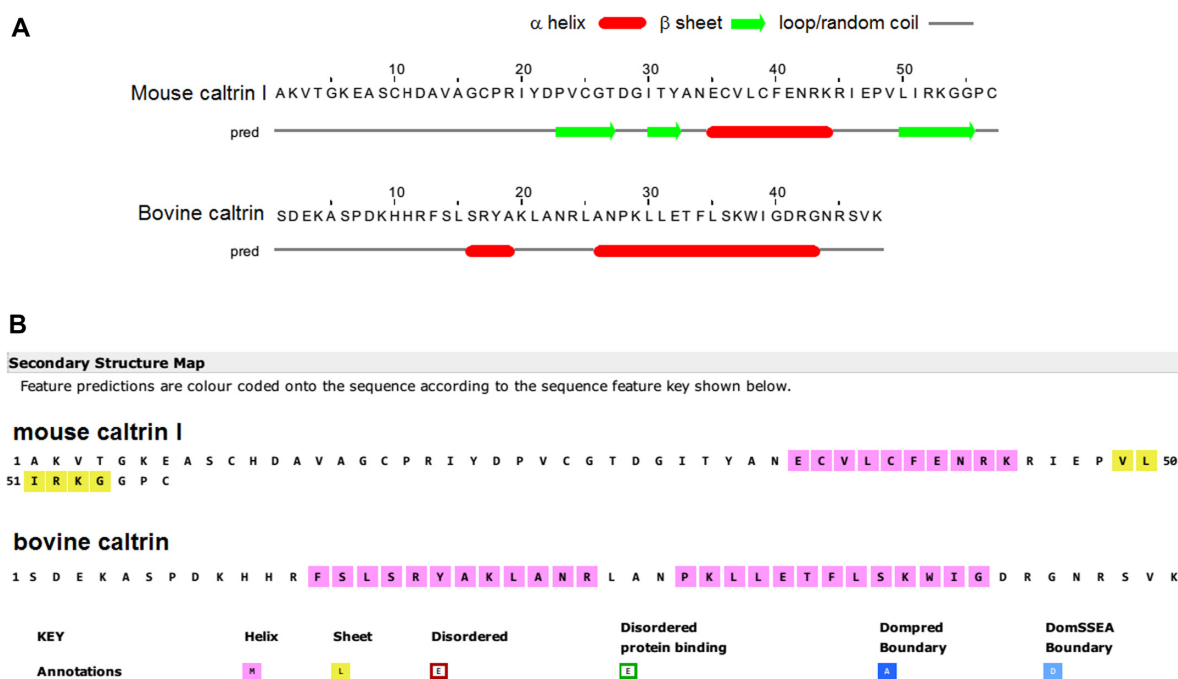 A
α helix β sheet loop/random coil
10 20 30 40 50
Mouse caltrin I AKVTGKEASCHDAVAGCPRIYDPVCGTDGITYANECVLCFENRKRIEPVLIRKGGPC
pred
10 20 30 40
Bovine caltrin SDEKASPDKHHRFSLSRYAKLANRLANPKLLETFLSKWIGDRGNRSVK
pred
B
Secondary Structure Map
Feature predictions are colour coded onto the sequence according to the sequence feature key shown below.
mouse caltrin I
1 A K V T G K E A S C H D A V A G C P R I Y D P V C G T D G I T Y A N E C V L C F E N R K R I E P V L 50
51 I R K G G P C
bovine caltrin
1 S D E K A S P D K H H R F S L S R Y A K L A N R L A N P K L L E T F L S K W I G D R G N R S V K
KEY Helix Sheet Disordered Disordered protein binding Dompred Boundary DomSSEA Boundary
Annotations M L E E A D